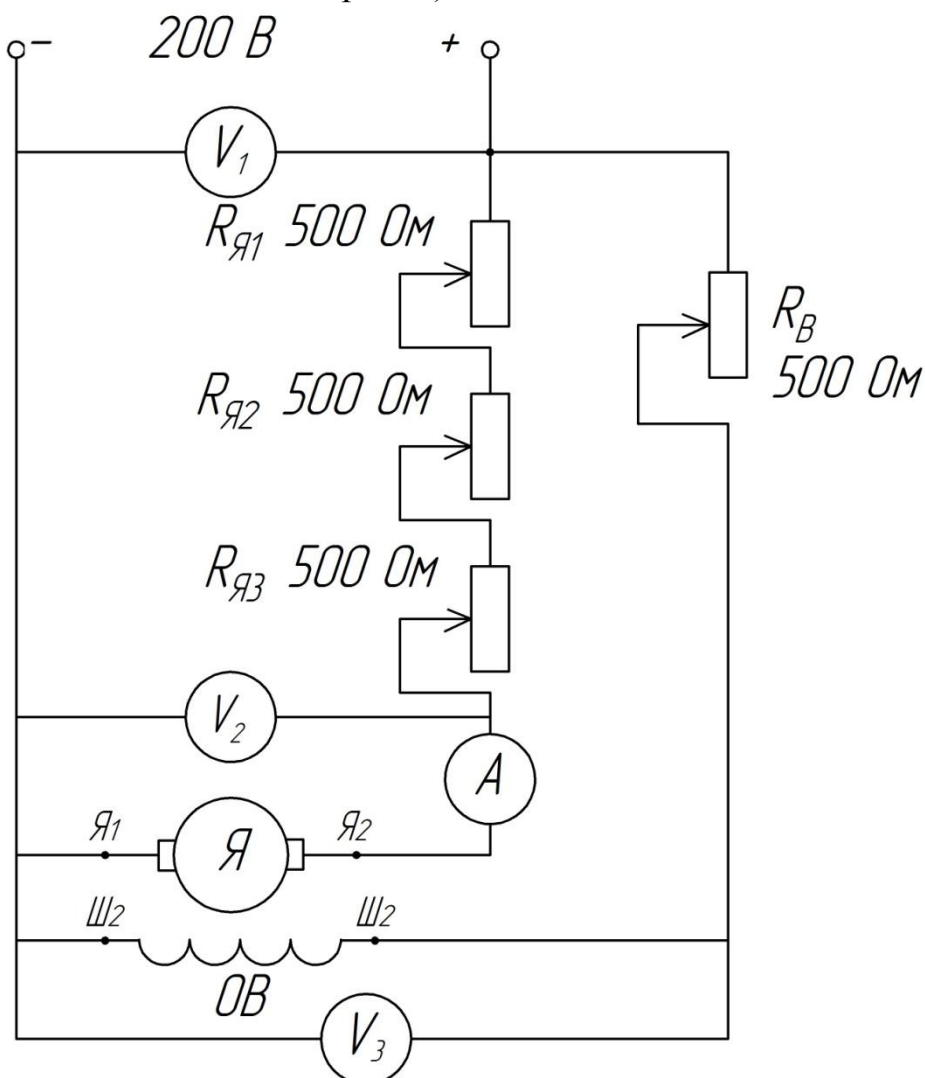 − 200 В +
V1
RЯ1 500 Ом
RВ
500 Ом
RЯ2 500 Ом
RЯ3 500 Ом
V2
А
Я1 Я Я2
Ш2 Ш2
ОВ
V3